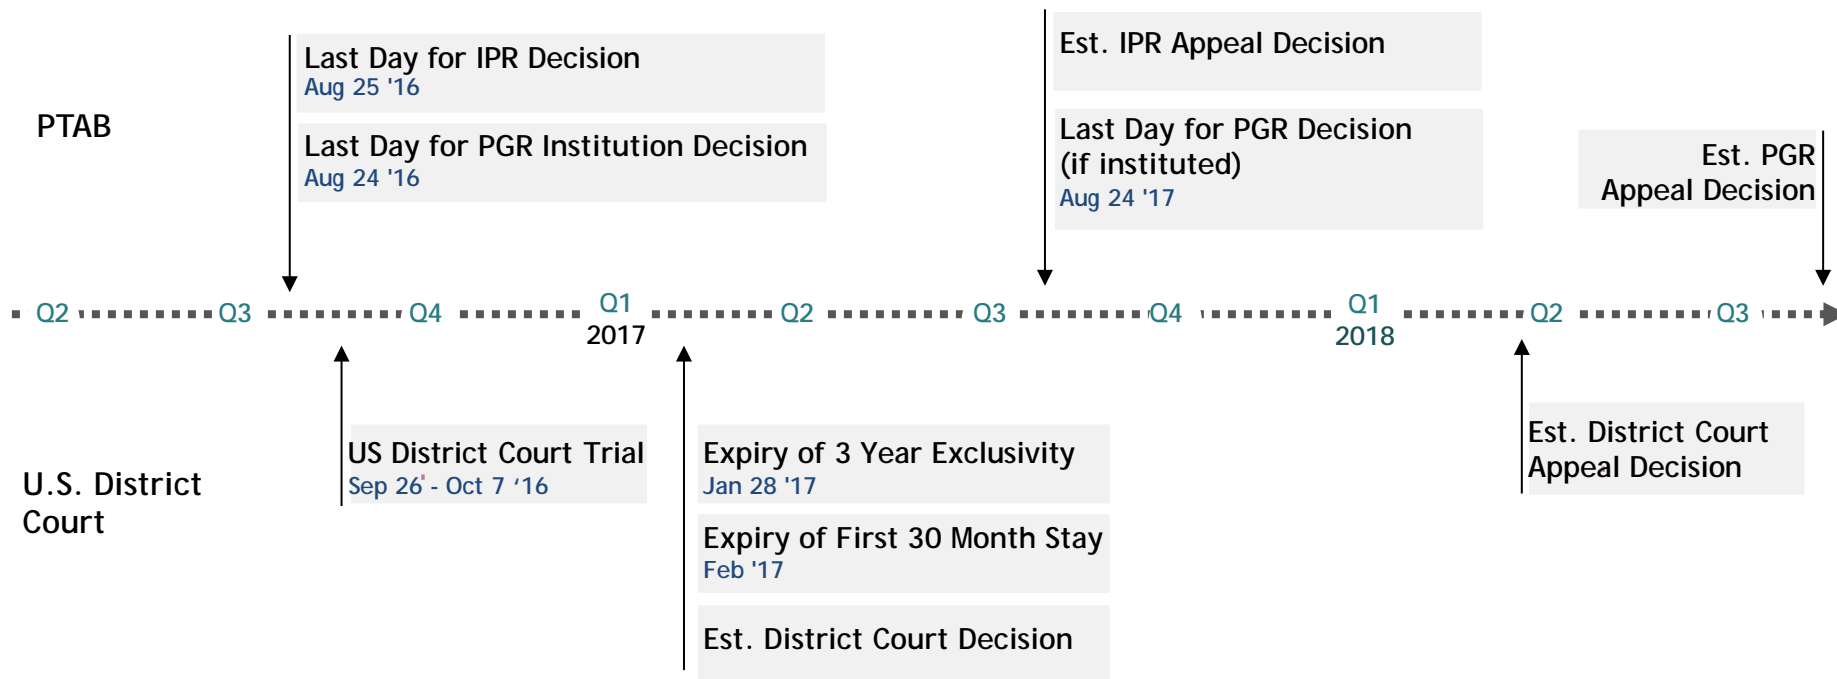 PTAB
Last Day for IPR Decision
Aug 25 '16
Last Day for PGR Institution Decision
Aug 24 '16
Est. IPR Appeal Decision
Last Day for PGR Decision
(if instituted)
Aug 24 '17
Est. PGR
Appeal Decision
Q2 Q3 Q4 Q1 Q2 Q3 Q4 Q1 Q2 Q3
2017 2018
U.S. District
Court
US District Court Trial
Sep 26' - Oct 7 ‘16
Expiry of 3 Year Exclusivity
Jan 28 '17
Expiry of First 30 Month Stay
Feb '17
Est. District Court Decision
Est. District Court
Appeal Decision